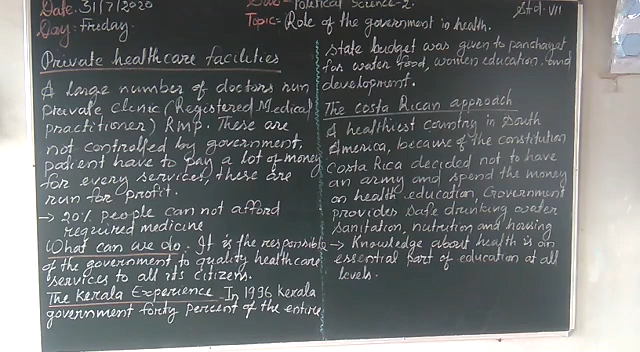 Date: 31/7/2020
Day: Friday.
Sub:- Political Science-2.
Topic:- Role of the government in health.
Std:- VII
Private healthcare facilities
A large number of doctors run
pravate clinic (Registered Medical
practitioner) Rmp. These are
not controlled by government,
patient have to pay a lot of money
for every services, these are
run for profit.
→ 20% people can not afford
required medicine
What can we do. It is the responsible
of the government to quality healthcare
services to all its citizens.
The Kerala Experience In 1996 kerala
government forty percent of the entire
state budget was given to panchayat
for water food, women education. and
development.
The costa Rican approach
A healthiest country in south
America, because of the constitution
Costa Rica decided not to have
an army and spend the money
on health education, Government
provides safe drinking water
sanitation, nutrition and housing
→ Knowledge about health is an
essential part of education at all
levels.